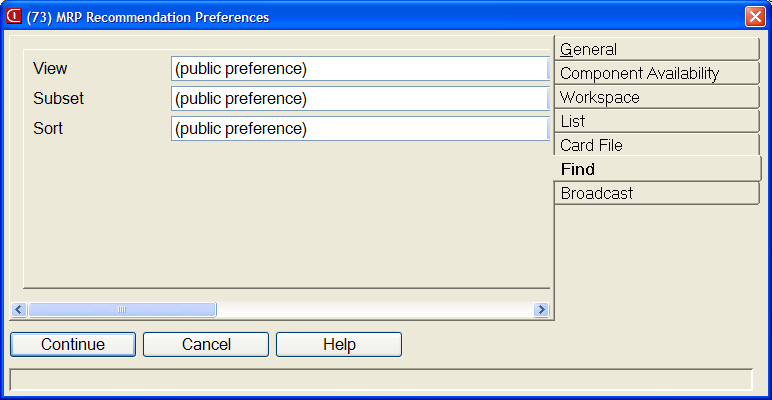 (73) MRP Recommendation Preferences
View (public preference)
Subset (public preference)
Sort (public preference)
General
Component Availability
Workspace
List
Card File
Find
Broadcast
Continue Cancel Help